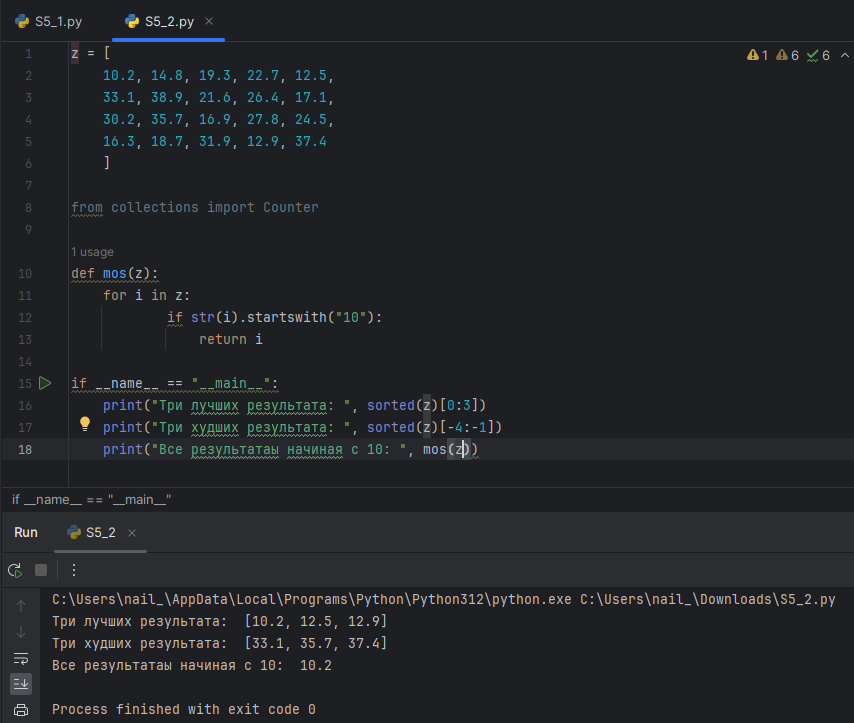 S5_1.py S5_2.py ×
1 z = [ 1 6 6
2 10.2, 14.8, 19.3, 22.7, 12.5,
3 33.1, 38.9, 21.6, 26.4, 17.1,
4 30.2, 35.7, 16.9, 27.8, 24.5,
5 16.3, 18.7, 31.9, 12.9, 37.4
6 ]
7
8 from collections import Counter
9
1 usage
10 def mos(z):
11 for i in z:
12 if str(i).startswith("10"):
13 return i
14
15 if __name__ == "__main__":
16 print("Три лучших результата: ", sorted(z)[0:3])
17 print("Три худших результата: ", sorted(z)[-4:-1])
18 print("Все результатаы начиная с 10: ", mos(z))
if __name__ == "__main__"
Run S5_2 ×
C:\Users\nail_\AppData\Local\Programs\Python\Python312\python.exe C:\Users\nail_\Downloads\S5_2.py
Три лучших результата:  [10.2, 12.5, 12.9]
Три худших результата:  [33.1, 35.7, 37.4]
Все результатаы начиная с 10:  10.2
Process finished with exit code 0